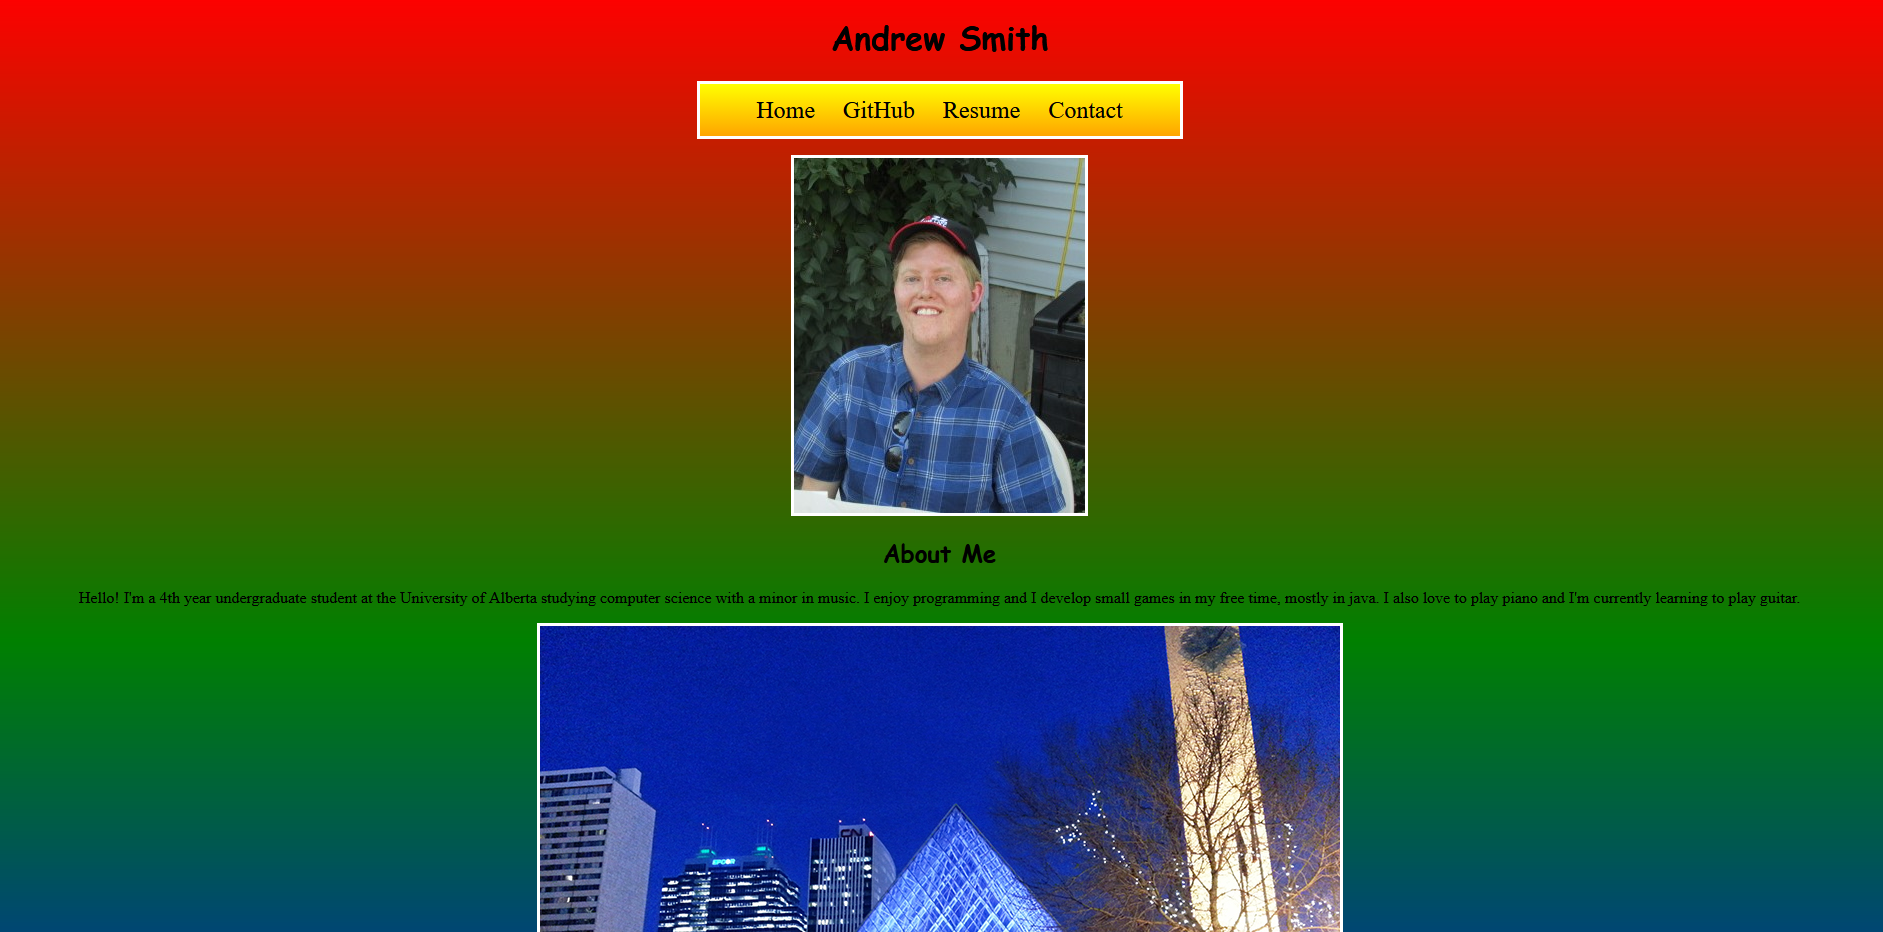 Andrew Smith
Home GitHub Resume Contact
About Me
Hello! I'm a 4th year undergraduate student at the University of Alberta studying computer science with a minor in music. I enjoy programming and I develop small games in my free time, mostly in java. I also love to play piano and I'm currently learning to play guitar.
CN
EPCOR